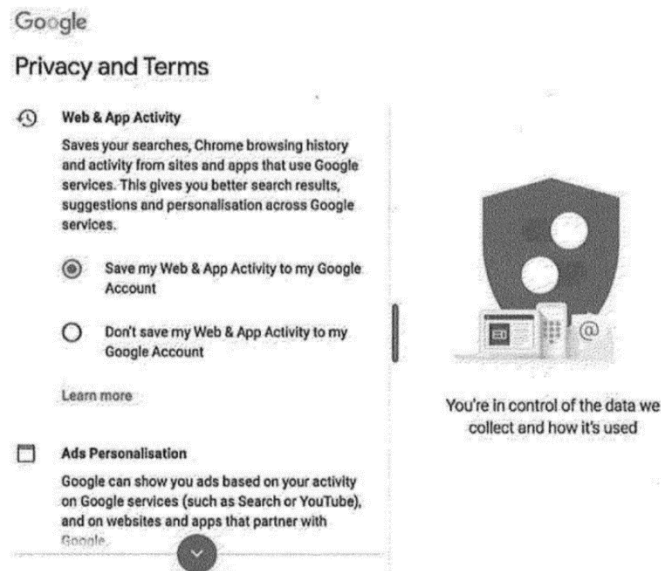 Google
Privacy and Terms
Web & App Activity
Saves your searches, Chrome browsing history
and activity from sites and apps that use Google
services. This gives you better search results,
suggestions and personalisation across Google
services.
Save my Web & App Activity to my Google
Account
Don't save my Web & App Activity to my
Google Account
Learn more
Ads Personalisation
Google can show you ads based on your activity
on Google services (such as Search or YouTube),
and on websites and apps that partner with
Google.
@
You're in control of the data we
collect and how it's used